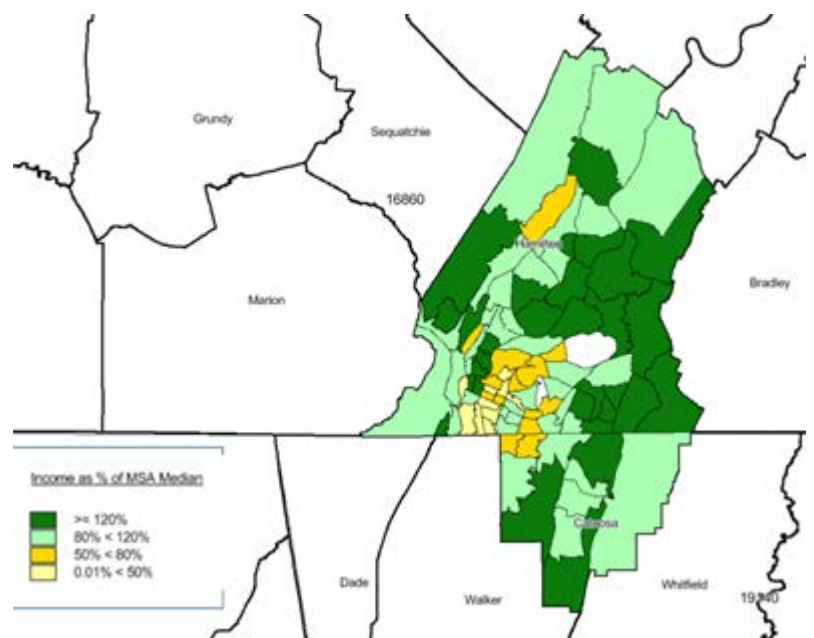 Grundy
Sequatchie
16860
Hamilton
Bradley
Marion
Income as % of MSA Median
>= 120%
80% < 120%
50% < 80%
0.01% < 50%
Catoosa
Dade
Walker
Whitfield
19140